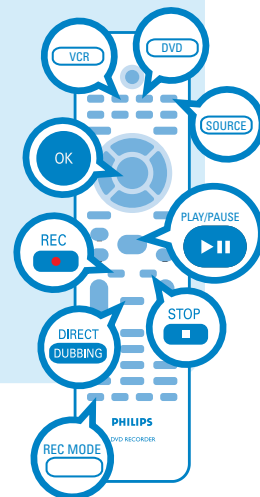 VCR
DVD
SOURCE
OK
PLAY/PAUSE
REC
STOP
DIRECT
DUBBING
PHILIPS
DVD RECORDER
REC MODE